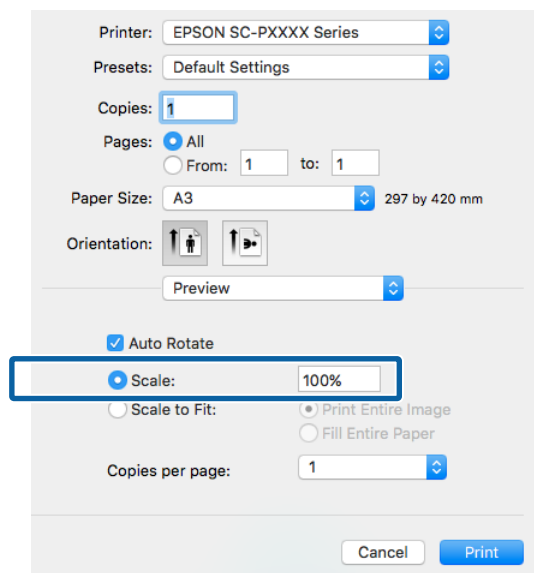 Printer: EPSON SC-PXXXX Series
Presets: Default Settings
Copies: 1
Pages: All
From: 1 to: 1
Paper Size: A3 297 by 420 mm
Orientation:
Preview
Auto Rotate
Scale: 100%
Scale to Fit: Print Entire Image
Fill Entire Paper
Copies per page: 1
Cancel Print